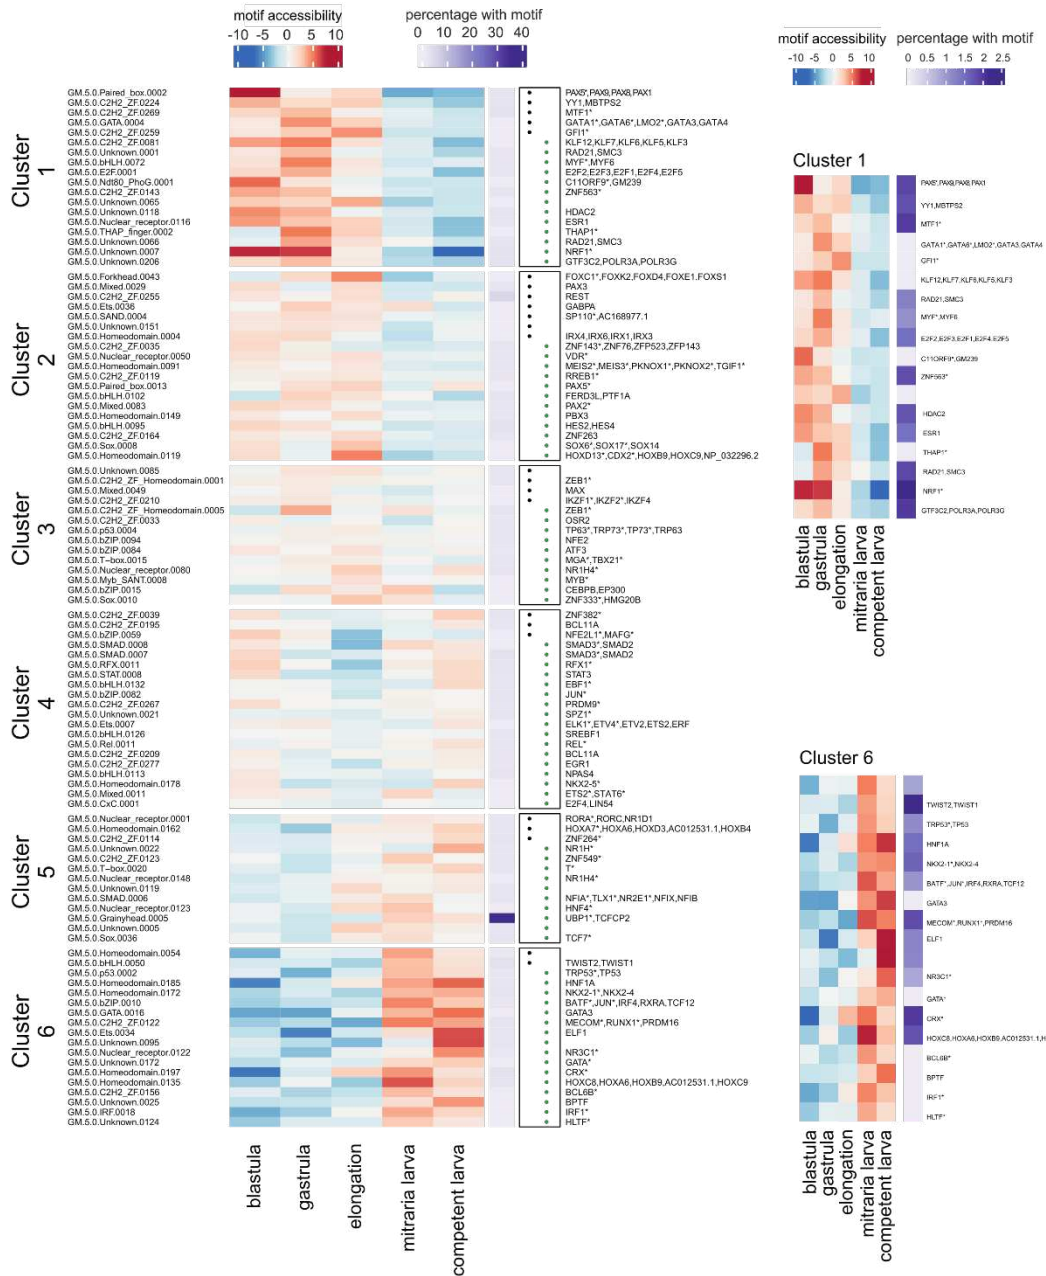 motif accessibility
-10 -5 0 5 10
percentage with motif
0 10 20 30 40
motif accessibility
-10 -5 0 5 10
percentage with motif
0 0.5 1 1.5 2 2.5
Cluster 1
GM.5.0.Paired_box.0002 PAX5*,PAX9,PAX8,PAX1
GM.5.0.C2H2_ZF.0224 YY1,MBTPS2
GM.5.0.C2H2_ZF.0269 MTF1*
GM.5.0.GATA.0004 GATA1*,GATA6*,LMO2*,GATA3,GATA4
GM.5.0.C2H2_ZF.0259 GFI1*
GM.5.0.C2H2_ZF.0081 KLF12,KLF7,KLF6,KLF5,KLF3
GM.5.0.Unknown.0001 RAD21,SMC3
GM.5.0.bHLH.0072 MYF*,MYF6
GM.5.0.E2F.0001 E2F2,E2F3,E2F1,E2F4,E2F5
GM.5.0.Ndt80_PhoG.0001 C11ORF9*,GM239
GM.5.0.C2H2_ZF.0143 ZNF563*
GM.5.0.Unknown.0065
GM.5.0.Unknown.0118 HDAC2
GM.5.0.Nuclear_receptor.0116 ESR1
GM.5.0.THAP_finger.0002 THAP1*
GM.5.0.Unknown.0066 RAD21,SMC3
GM.5.0.Unknown.0007 NRF1*
GM.5.0.Unknown.0206 GTF3C2,POLR3A,POLR3G
Cluster 2
GM.5.0.Forkhead.0043 FOXC1*,FOXK2,FOXD4,FOXE1,FOXS1
GM.5.0.Mixed.0029 PAX3
GM.5.0.C2H2_ZF.0255 REST
GM.5.0.Ets.0036 GABPA
GM.5.0.SAND.0004 SP110*,AC168977.1
GM.5.0.Unknown.0151
GM.5.0.Homeodomain.0004 IRX4,IRX6,IRX1,IRX3
GM.5.0.C2H2_ZF.0035 ZNF143*,ZNF76,ZFP523,ZFP143
GM.5.0.Nuclear_receptor.0050 VDR*
GM.5.0.Homeodomain.0091 MEIS2*,MEIS3*,PKNOX1*,PKNOX2*,TGIF1*
GM.5.0.C2H2_ZF.0119 RREB1*
GM.5.0.Paired_box.0013 PAX5*
GM.5.0.bHLH.0102 FERD3L,PTF1A
GM.5.0.Mixed.0083 PAX2*
GM.5.0.Homeodomain.0149 PBX3
GM.5.0.bHLH.0095 HES2,HES4
GM.5.0.C2H2_ZF.0164 ZNF263
GM.5.0.Sox.0008 SOX6*,SOX17*,SOX14
GM.5.0.Homeodomain.0119 HOXD13*,CDX2*,HOXB9,HOXC9,NP_032296.2
Cluster 3
GM.5.0.Unknown.0085
GM.5.0.C2H2_ZF_Homeodomain.0001 ZEB1*
GM.5.0.Mixed.0049 MAX
GM.5.0.C2H2_ZF.0210 IKZF1*,IKZF2*,IKZF4
GM.5.0.C2H2_ZF_Homeodomain.0005 ZEB1*
GM.5.0.C2H2_ZF.0033 OSR2
GM.5.0.p53.0004 TP63*,TRP73*,TP73*,TRP63
GM.5.0.bZIP.0094 NFE2
GM.5.0.bZIP.0084 ATF3
GM.5.0.T-box.0015 MGA*,TBX21*
GM.5.0.Nuclear_receptor.0080 NR1H4*
GM.5.0.Myb_SANT.0008 MYB*
GM.5.0.bZIP.0015 CEBPB,EP300
GM.5.0.Sox.0010 ZNF333*,HMG20B
Cluster 4
GM.5.0.C2H2_ZF.0039 ZNF382*
GM.5.0.C2H2_ZF.0195 BCL11A
GM.5.0.bZIP.0059 NFE2L1*,MAFG*
GM.5.0.SMAD.0008 SMAD3*,SMAD2
GM.5.0.SMAD.0007 SMAD3*,SMAD2
GM.5.0.RFX.0011 RFX1*
GM.5.0.STAT.0008 STAT3
GM.5.0.bHLH.0132 EBF1*
GM.5.0.bZIP.0082 JUN*
GM.5.0.C2H2_ZF.0267 PRDM9*
GM.5.0.Unknown.0021 SPZ1*
GM.5.0.Ets.0007 ELK1*,ETV4*,ETV2,ETS2,ERF
GM.5.0.bHLH.0126 SREBF1
GM.5.0.Rel.0011 REL*
GM.5.0.C2H2_ZF.0209 BCL11A
GM.5.0.C2H2_ZF.0277 EGR1
GM.5.0.bHLH.0113 NPAS4
GM.5.0.Homeodomain.0178 NKX2-5*
GM.5.0.Mixed.0011 ETS2*,STAT6*
GM.5.0.CxC.0001 E2F4,LIN54
Cluster 5
GM.5.0.Nuclear_receptor.0001 RORA*,RORC,NR1D1
GM.5.0.Homeodomain.0162 HOXA7*,HOXA6,HOXD3,AC012531.1,HOXB4
GM.5.0.C2H2_ZF.0114 ZNF264*
GM.5.0.Unknown.0022 NR1H*
GM.5.0.C2H2_ZF.0123 ZNF549*
GM.5.0.T-box.0020 T*
GM.5.0.Nuclear_receptor.0148 NR1H4*
GM.5.0.Unknown.0119
GM.5.0.SMAD.0006 NFIA*,TLX1*,NR2E1*,NFIX,NFIB
GM.5.0.Nuclear_receptor.0123 HNF4*
GM.5.0.Grainyhead.0005 UBP1*,TCFCP2
GM.5.0.Unknown.0005
GM.5.0.Sox.0036 TCF7*
Cluster 6
GM.5.0.Homeodomain.0054
GM.5.0.bHLH.0050 TWIST2,TWIST1
GM.5.0.p53.0002 TRP53*,TP53
GM.5.0.Homeodomain.0185 HNF1A
GM.5.0.Homeodomain.0172 NKX2-1*,NKX2-4
GM.5.0.bZIP.0010 BATF*,JUN*,IRF4,RXRA,TCF12
GM.5.0.GATA.0016 GATA3
GM.5.0.C2H2_ZF.0122 MECOM*,RUNX1*,PRDM16
GM.5.0.Ets.0034 ELF1
GM.5.0.Unknown.0095
GM.5.0.Nuclear_receptor.0122 NR3C1*
GM.5.0.Unknown.0172 GATA*
GM.5.0.Homeodomain.0197 CRX*
GM.5.0.Homeodomain.0135 HOXC8,HOXA6,HOXB9,AC012531.1,HOXC9
GM.5.0.C2H2_ZF.0156 BCL6B*
GM.5.0.Unknown.0025 BPTF
GM.5.0.IRF.0018 IRF1*
GM.5.0.Unknown.0124 HLTF*
blastula
gastrula
elongation
mitraria larva
competent larva
Cluster 1
PAX5*,PAX9,PAX8,PAX1
YY1,MBTPS2
MTF1*
GATA1*,GATA6*,LMO2*,GATA3,GATA4
GFI1*
KLF12,KLF7,KLF6,KLF5,KLF3
RAD21,SMC3
MYF*,MYF6
E2F2,E2F3,E2F1,E2F4,E2F5
C11ORF9*,GM239
ZNF563*
HDAC2
ESR1
THAP1*
RAD21,SMC3
NRF1*
GTF3C2,POLR3A,POLR3G
blastula
gastrula
elongation
mitraria larva
competent larva
Cluster 6
TWIST2,TWIST1
TRP53*,TP53
HNF1A
NKX2-1*,NKX2-4
BATF*,JUN*,IRF4,RXRA,TCF12
GATA3
MECOM*,RUNX1*,PRDM16
ELF1
NR3C1*
GATA*
CRX*
HOXC8,HOXA6,HOXB9,AC012531.1,H
BCL6B*
BPTF
IRF1*
HLTF*
blastula
gastrula
elongation
mitraria larva
competent larva